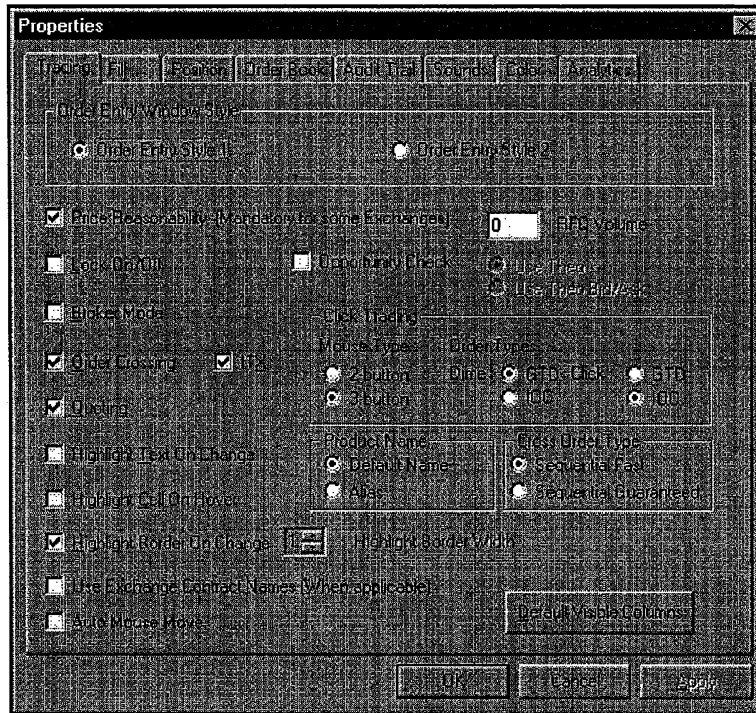 Properties
Trading Fill Position Order Book Audit Trail Sounds Colors Analytics
Order Entry Window Style
Order Entry Style 1 Order Entry Style 2
Price Reasonability (Mandatory for some Exchanges) 0 RFQ Volume
Lock On/Off Opportunity Check Use Theo
Use Theo Bid/Ask
Broker Mode
Click Trading
Mouse Types Order Types
Order Crossing
2-button GTD Click GTD
3-button IOC IOC
Quoting
Product Name Cross Order Type
Highlight Text On Change
Default Name Sequential Fast
Alias Sequential Guaranteed
Highlight Cell On Hover
Highlight Border On Change 1 Highlight Border Width
Use Exchange Contract Names (When applicable)
Default Visible Columns
Auto Mouse Move
OK Cancel Apply